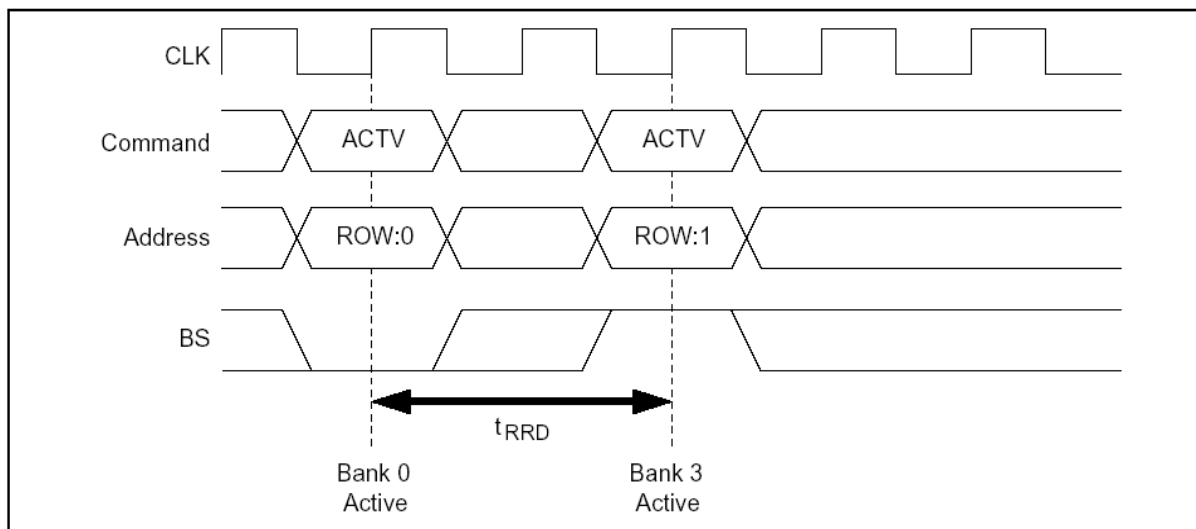 CLK
Command ACTV ACTV
Address ROW:0 ROW:1
BS
tRRD
Bank 0 Bank 3
Active Active